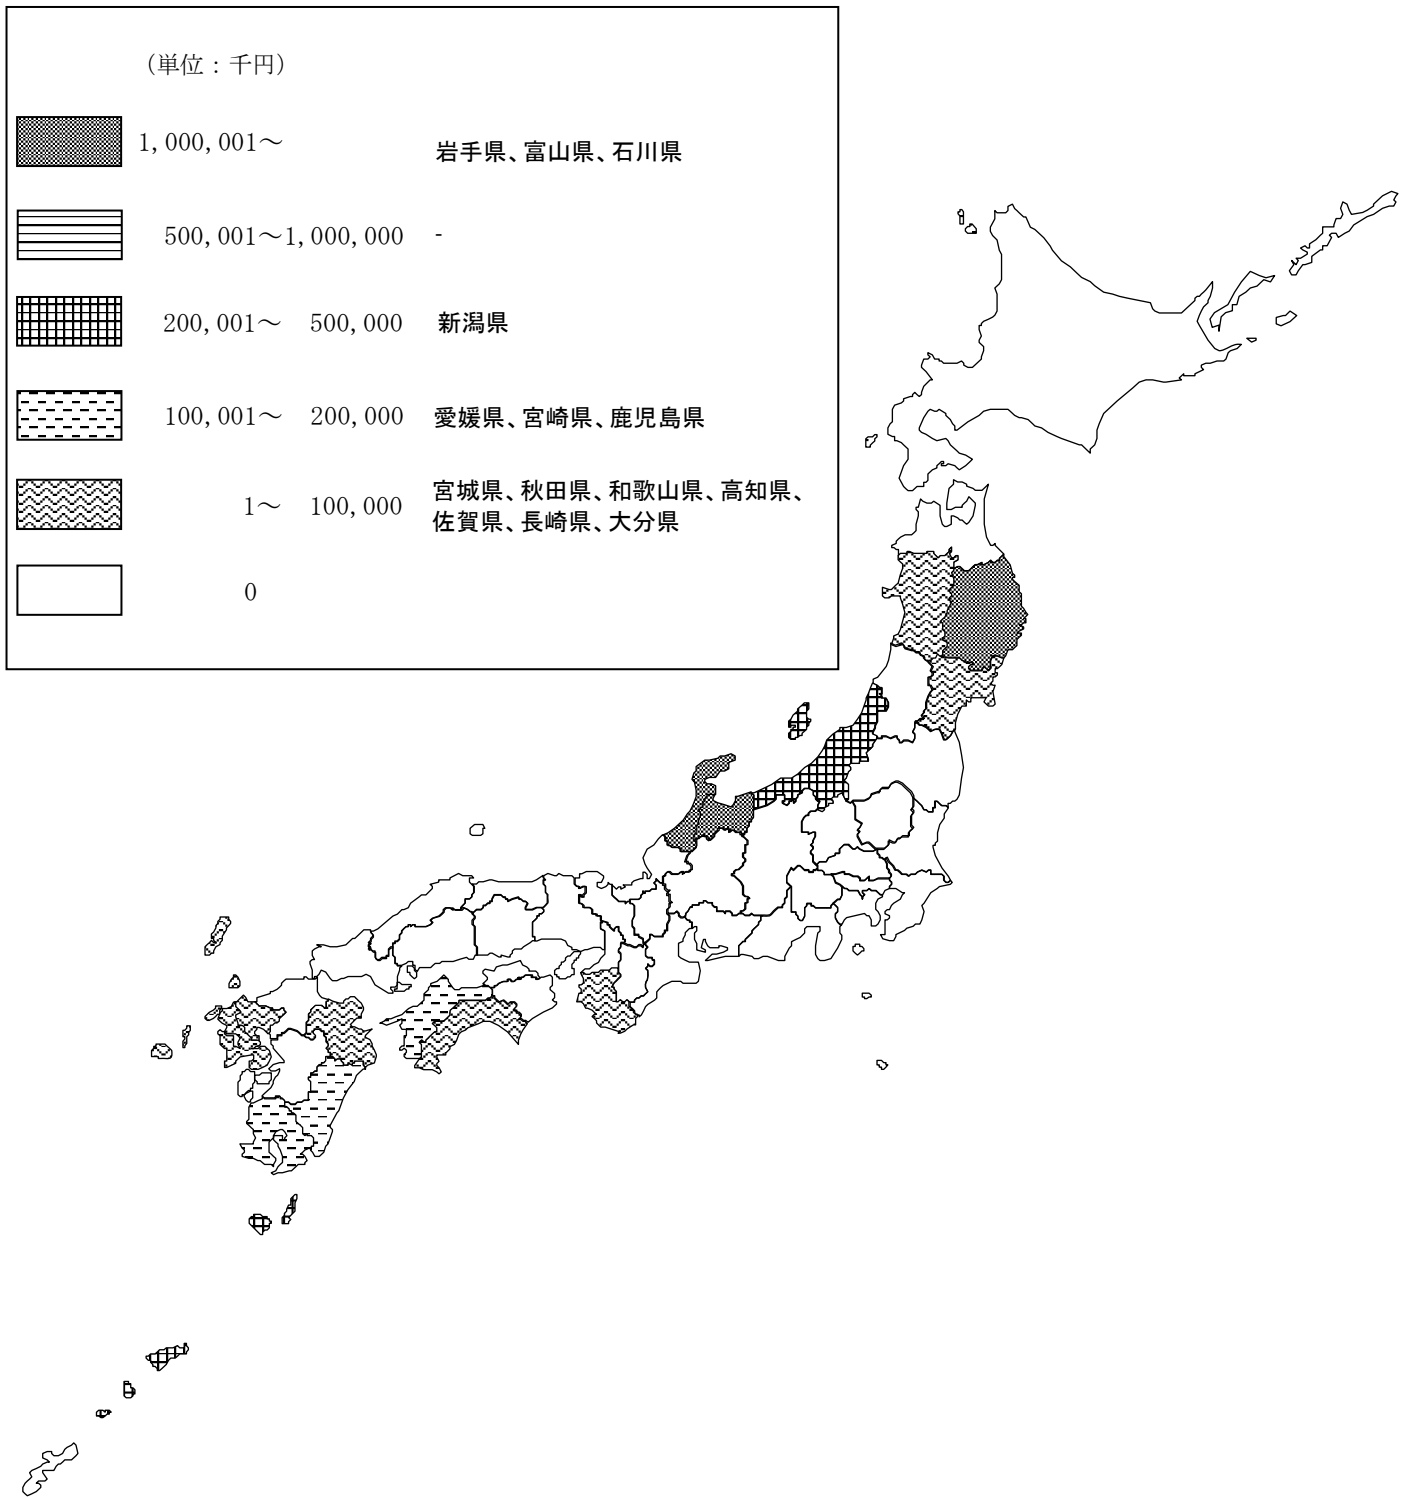 （単位：千円）
1,000,001～ 岩手県、富山県、石川県
500,001～1,000,000 -
200,001～ 500,000 新潟県
100,001～ 200,000 愛媛県、宮崎県、鹿児島県
1～ 100,000 宮城県、秋田県、和歌山県、高知県、
佐賀県、長崎県、大分県
0